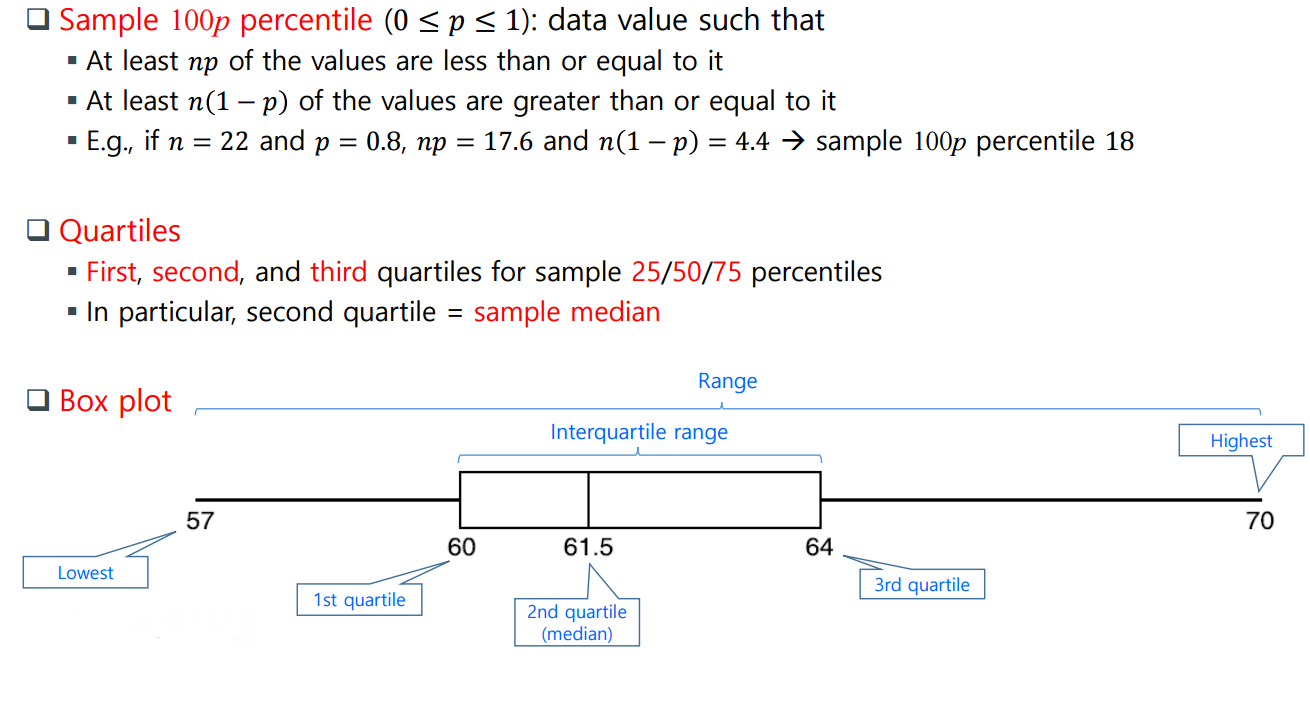 ❑ Sample 100p percentile (0 ≤ p ≤ 1): data value such that
▪ At least np of the values are less than or equal to it
▪ At least n(1 − p) of the values are greater than or equal to it
▪ E.g., if n = 22 and p = 0.8, np = 17.6 and n(1 − p) = 4.4 → sample 100p percentile 18
❑ Quartiles
▪ First, second, and third quartiles for sample 25/50/75 percentiles
▪ In particular, second quartile = sample median
Range
❑ Box plot
Interquartile range
Highest
57
70
60
61.5
64
Lowest
1st quartile
3rd quartile
2nd quartile
(median)